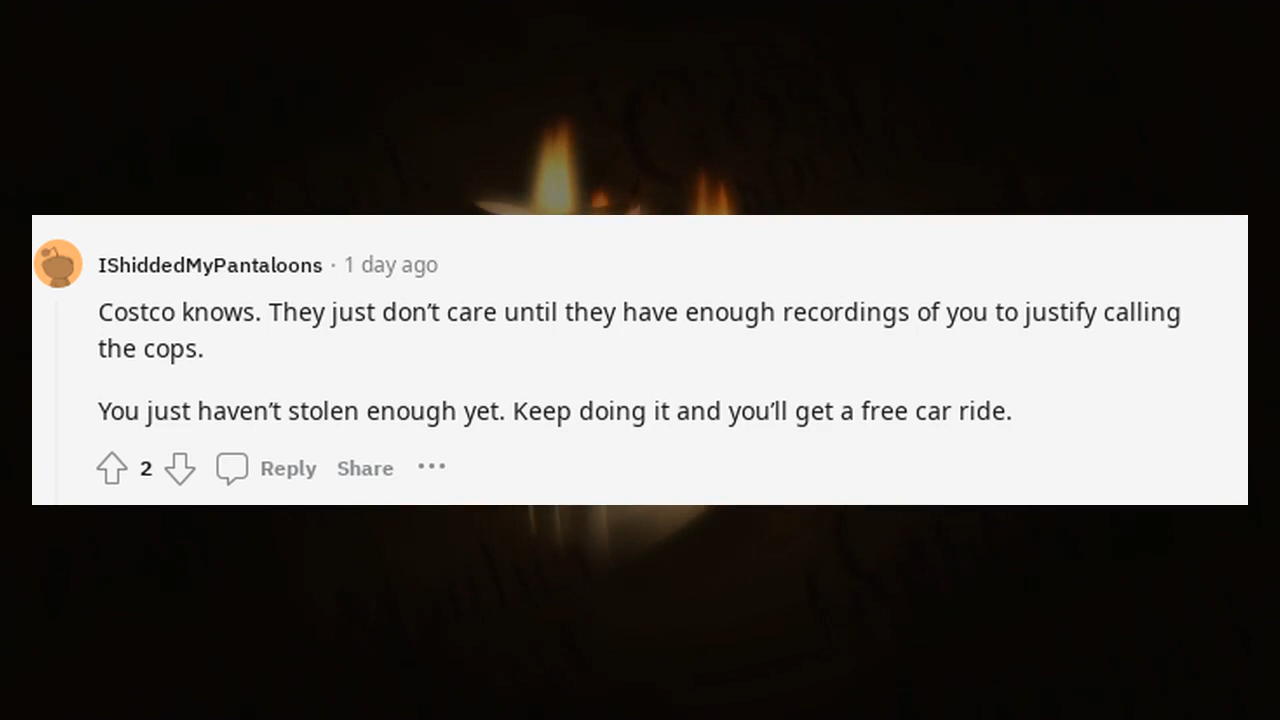 IShiddedMyPantaloons · 1 day ago
Costco knows. They just don’t care until they have enough recordings of you to justify calling
the cops.
You just haven’t stolen enough yet. Keep doing it and you’ll get a free car ride.
2 Reply Share